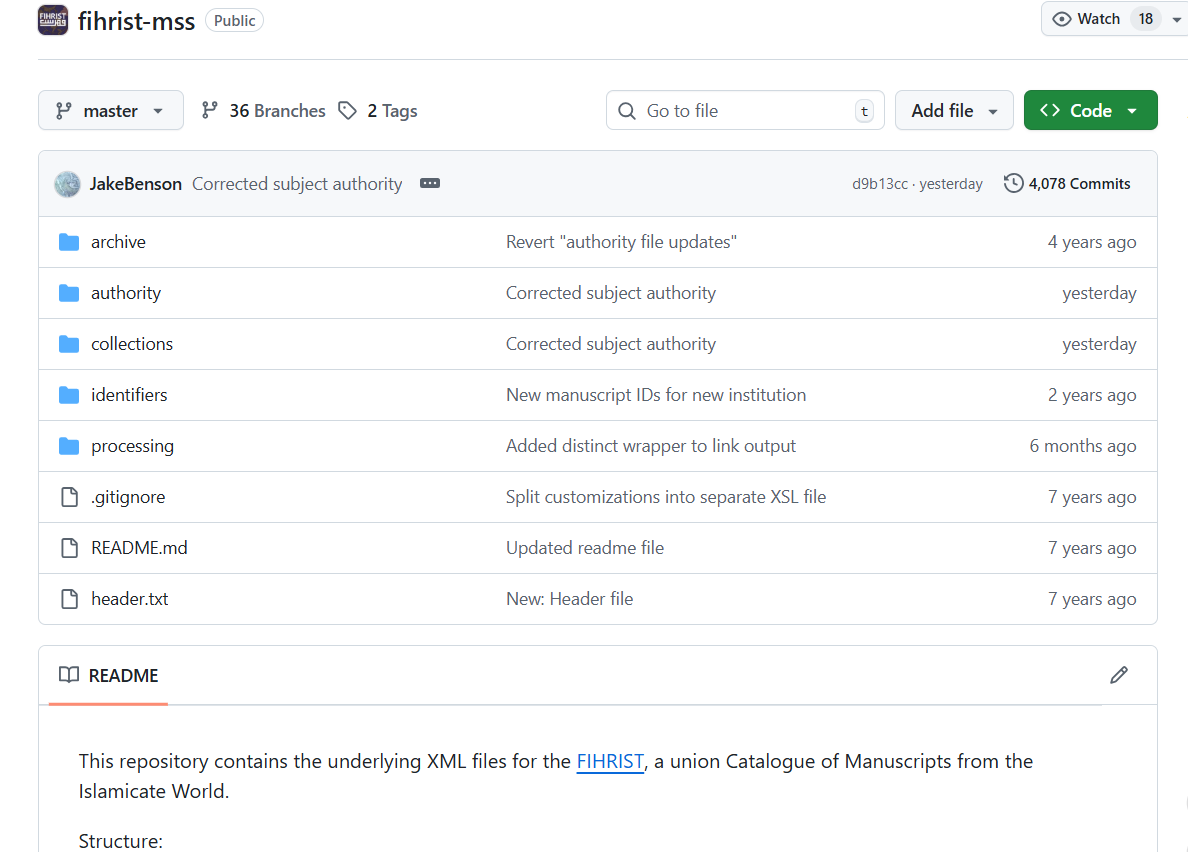 fihrist-mss Public Watch 18
master 36 Branches 2 Tags Go to file t Add file Code
JakeBenson Corrected subject authority d9b13cc · yesterday 4,078 Commits
archive Revert "authority file updates" 4 years ago
authority Corrected subject authority yesterday
collections Corrected subject authority yesterday
identifiers New manuscript IDs for new institution 2 years ago
processing Added distinct wrapper to link output 6 months ago
.gitignore Split customizations into separate XSL file 7 years ago
README.md Updated readme file 7 years ago
header.txt New: Header file 7 years ago
README
This repository contains the underlying XML files for the FIHRIST, a union Catalogue of Manuscripts from the
Islamicate World.
Structure: